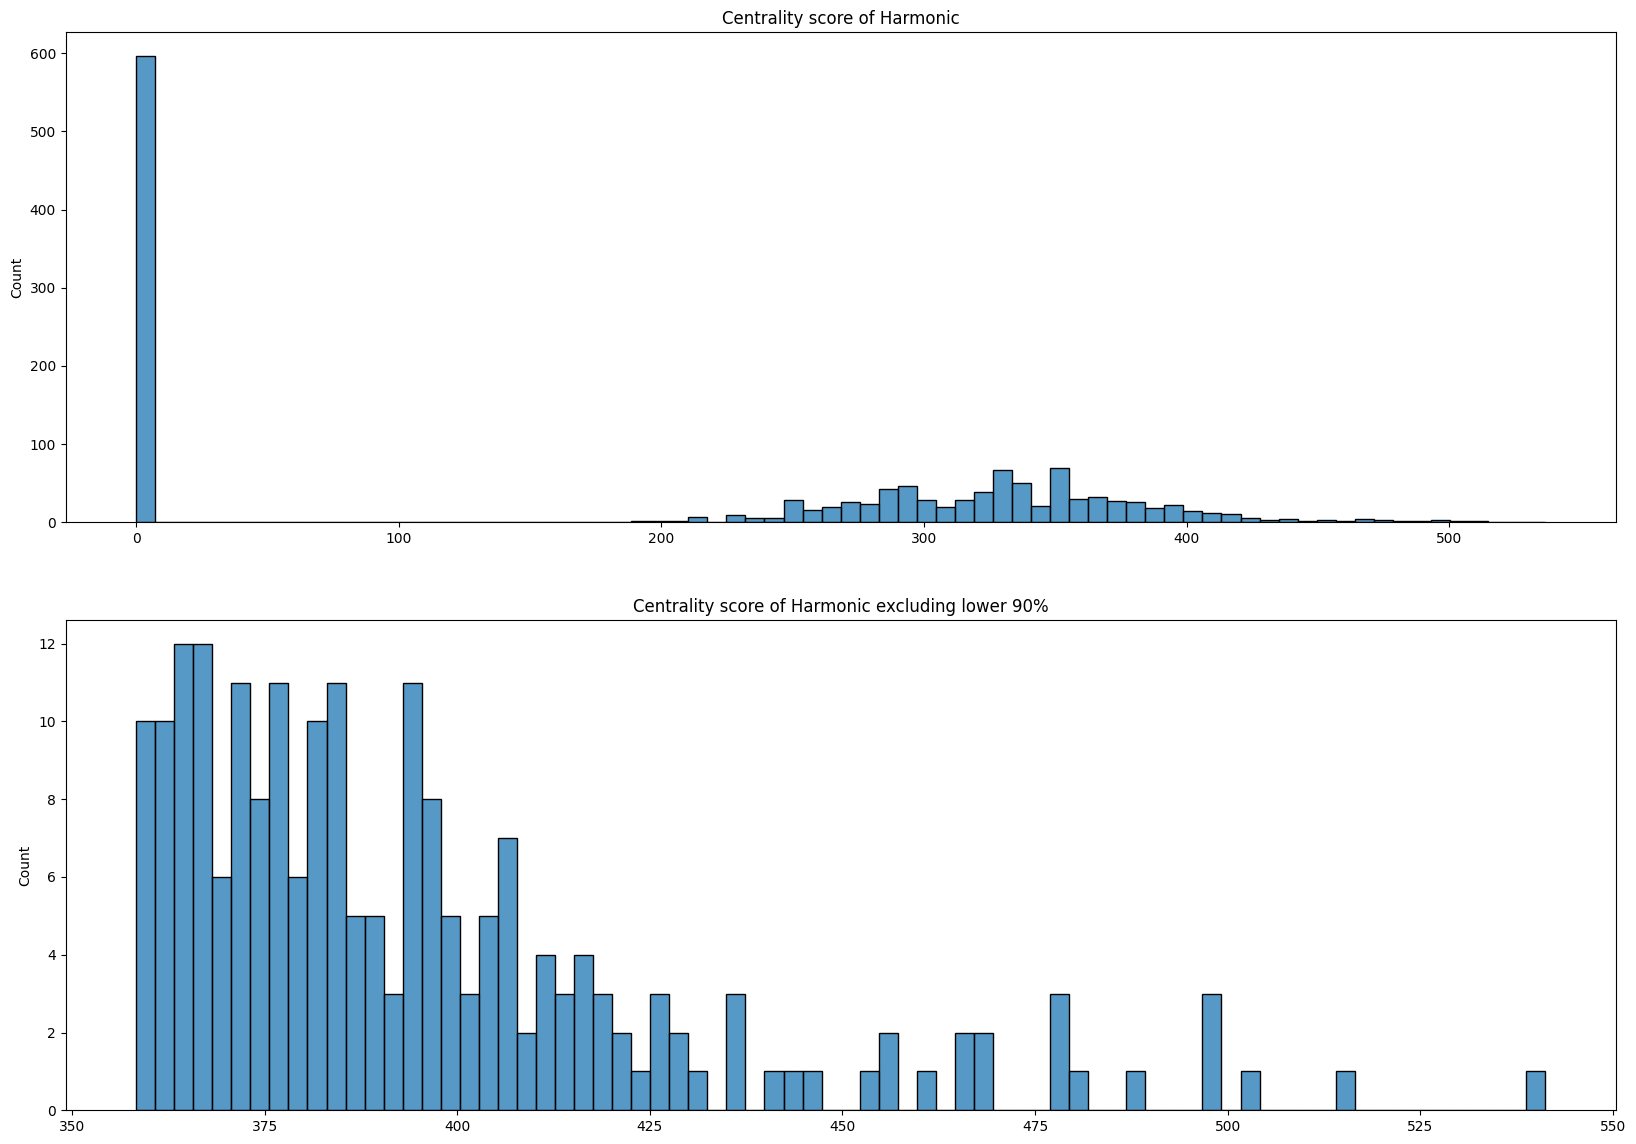 Centrality score of Harmonic
600
500
400
300
200
100
0
Count
0 100 200 300 400 500
Centrality score of Harmonic excluding lower 90%
12
10
8
6
4
2
0
Count
350 375 400 425 450 475 500 525 550